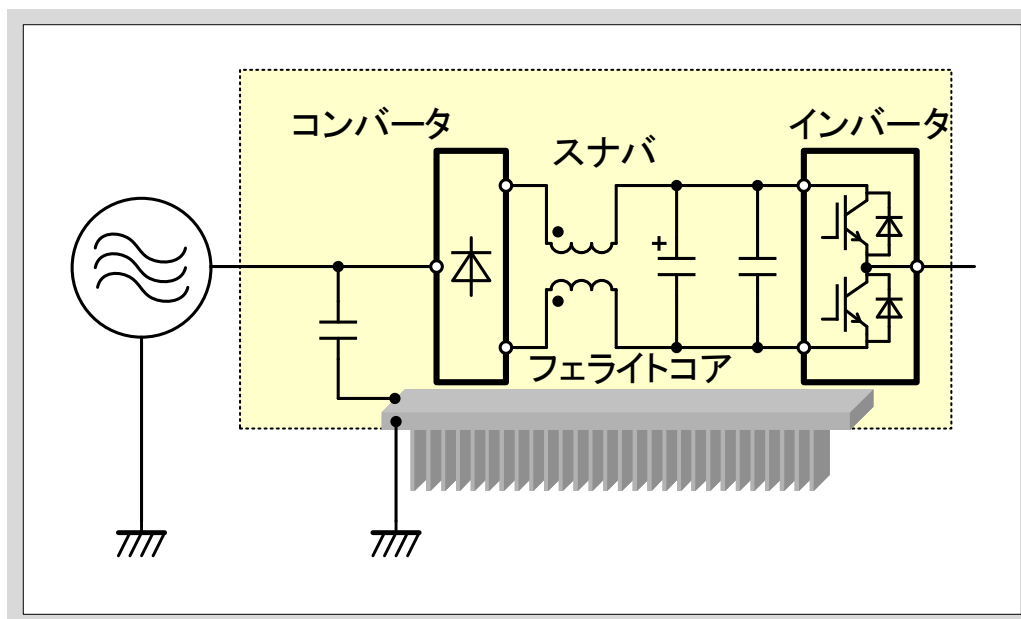 コンバータ
インバータ
スナバ
+
フェライトコア